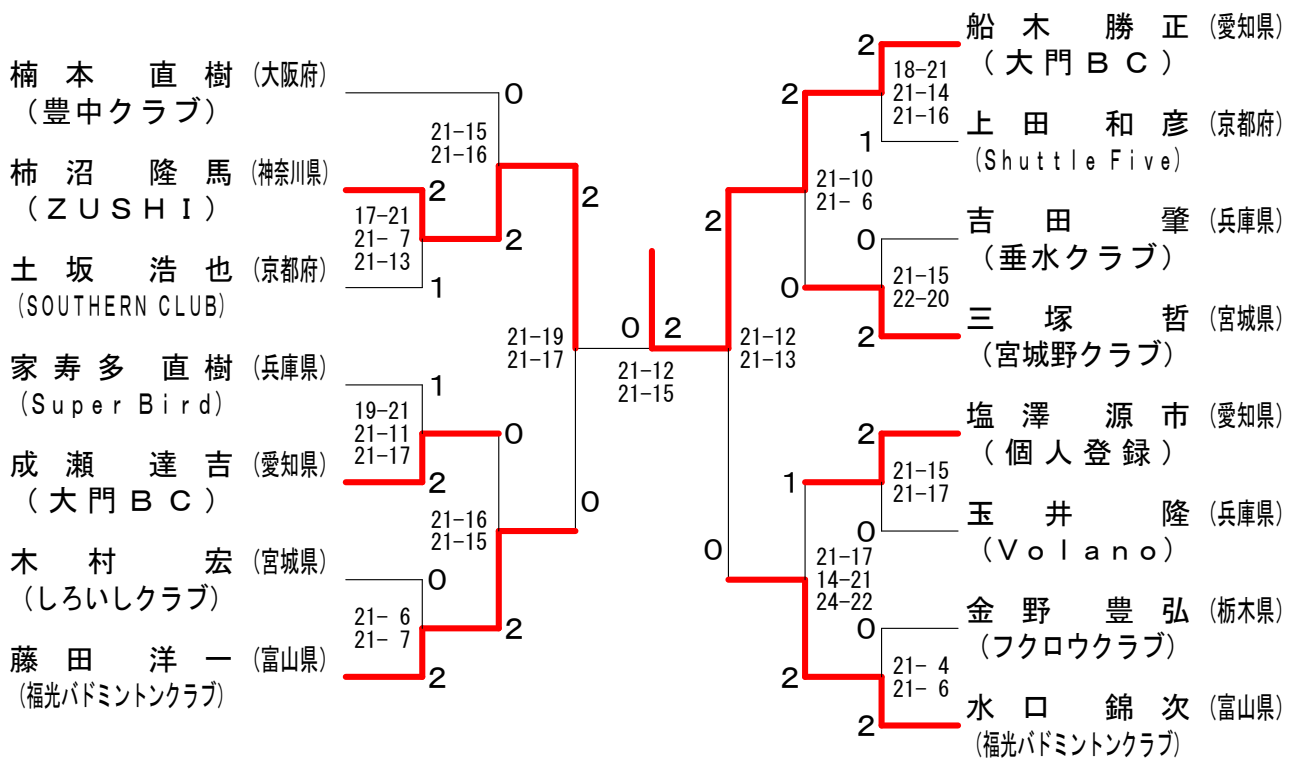 楠本 直樹 (大阪府)
(豊中クラブ)
柿沼 隆馬 (神奈川県)
(ZUSHI)
土坂 浩也 (京都府)
(SOUTHERN CLUB)
家寿多 直樹 (兵庫県)
(Super Bird)
成瀬 達吉 (愛知県)
(大門BC)
木村 宏 (宮城県)
(しろいしクラブ)
藤田 洋一 (富山県)
(福光バドミントンクラブ)
0
21-15
21-16
2
17-21
21- 7
21-13
1
2
2
1
19-21
21-11
21-17
2
0
21-16
21-15
0
21- 6
21- 7
2
2
0
21-19
21-17
0 2
21-12
21-15
2
21-12
21-13
0
2
21-10
21- 6
0
1
21-17
14-21
24-22
2
2
18-21
21-14
21-16
1
0
21-15
22-20
2
2
21-15
21-17
0
0
21- 4
21- 6
2
船木 勝正 (愛知県)
(大門BC)
上田 和彦 (京都府)
(Shuttle Five)
吉田 肇 (兵庫県)
(垂水クラブ)
三塚 哲 (宮城県)
(宮城野クラブ)
塩澤 源市 (愛知県)
(個人登録)
玉井 隆 (兵庫県)
(Volano)
金野 豊弘 (栃木県)
(フクロウクラブ)
水口 錦次 (富山県)
(福光バドミントンクラブ)